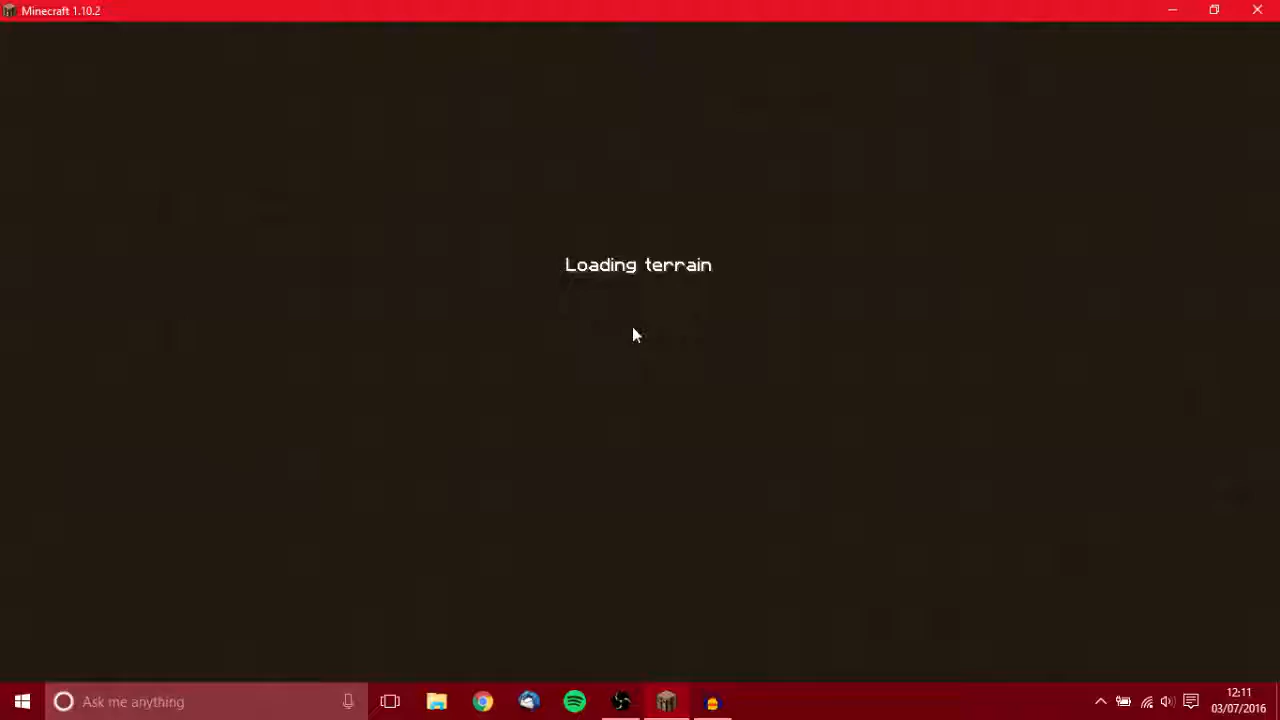 Minecraft 1.10.2
Loading terrain
Ask me anything
12:11
03/07/2016